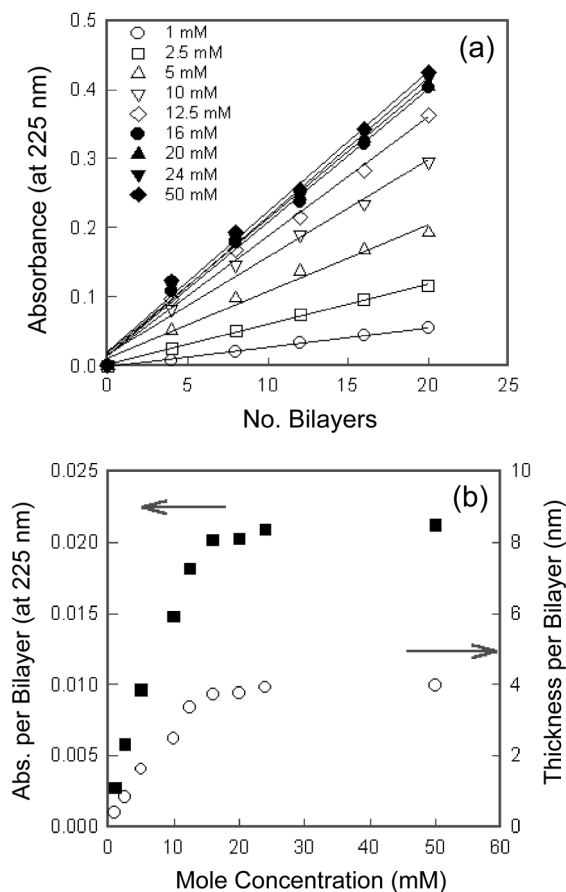 (a)
0.5
0.4
0.3
0.2
0.1
0.0
Absorbance (at 225 nm)
1 mM
2.5 mM
5 mM
10 mM
12.5 mM
16 mM
20 mM
24 mM
50 mM
0 5 10 15 20 25
No. Bilayers
(b)
0.025
0.020
0.015
0.010
0.005
0.000
Abs. per Bilayer (at 225 nm)
10
8
6
4
2
0
Thickness per Bilayer (nm)
0 10 20 30 40 50 60
Mole Concentration (mM)